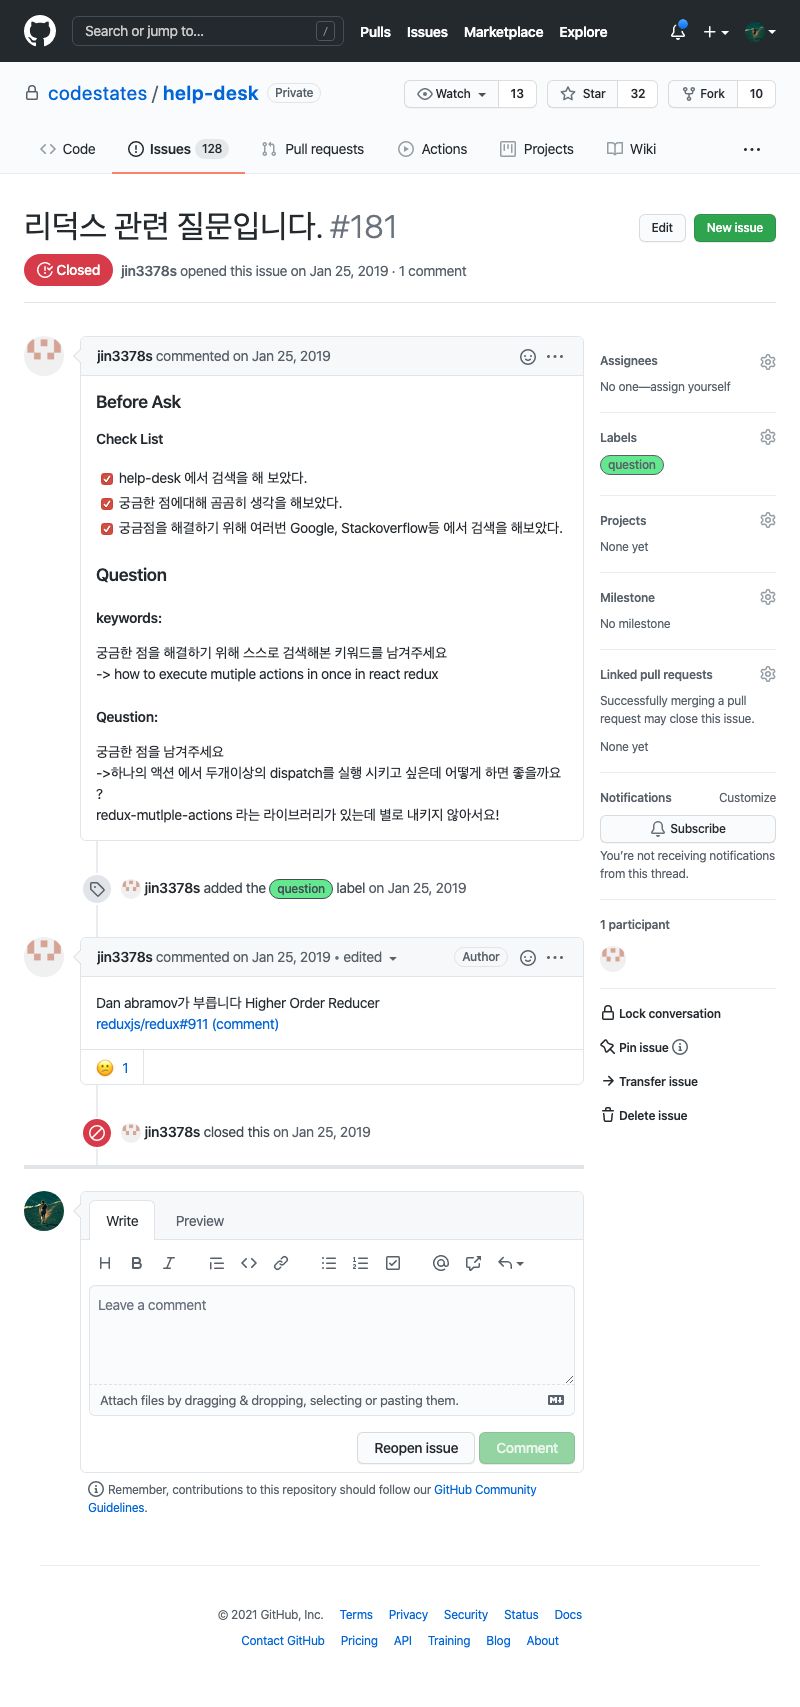 Search or jump to... /
Pulls Issues Marketplace Explore
codestates / help-desk Private
Watch 13 Star 32 Fork 10
Code Issues 128 Pull requests Actions Projects Wiki
리덕스 관련 질문입니다. #181
Edit New issue
Closed jin3378s opened this issue on Jan 25, 2019 · 1 comment
jin3378s commented on Jan 25, 2019
Before Ask
Check List
help-desk 에서 검색을 해 보았다.
궁금한 점에대해 곰곰히 생각을 해보았다.
궁금점을 해결하기 위해 여러번 Google, Stackoverflow등 에서 검색을 해보았다.
Question
keywords:
궁금한 점을 해결하기 위해 스스로 검색해본 키워드를 남겨주세요
-> how to execute mutiple actions in once in react redux
Qeustion:
궁금한 점을 남겨주세요
->하나의 액션 에서 두개이상의 dispatch를 실행 시키고 싶은데 어떻게 하면 좋을까요
?
redux-mutlple-actions 라는 라이브러리가 있는데 별로 내키지 않아서요!
jin3378s added the question label on Jan 25, 2019
jin3378s commented on Jan 25, 2019 • edited Author
Dan abramov가 부릅니다 Higher Order Reducer
reduxjs/redux#911 (comment)
1
jin3378s closed this on Jan 25, 2019
Assignees
No one—assign yourself
Labels
question
Projects
None yet
Milestone
No milestone
Linked pull requests
Successfully merging a pull
request may close this issue.
None yet
Notifications Customize
Subscribe
You're not receiving notifications
from this thread.
1 participant
Lock conversation
Pin issue
Transfer issue
Delete issue
Write Preview
H B I
Leave a comment
Attach files by dragging & dropping, selecting or pasting them.
Reopen issue Comment
Remember, contributions to this repository should follow our GitHub Community
Guidelines.
© 2021 GitHub, Inc. Terms Privacy Security Status Docs
Contact GitHub Pricing API Training Blog About